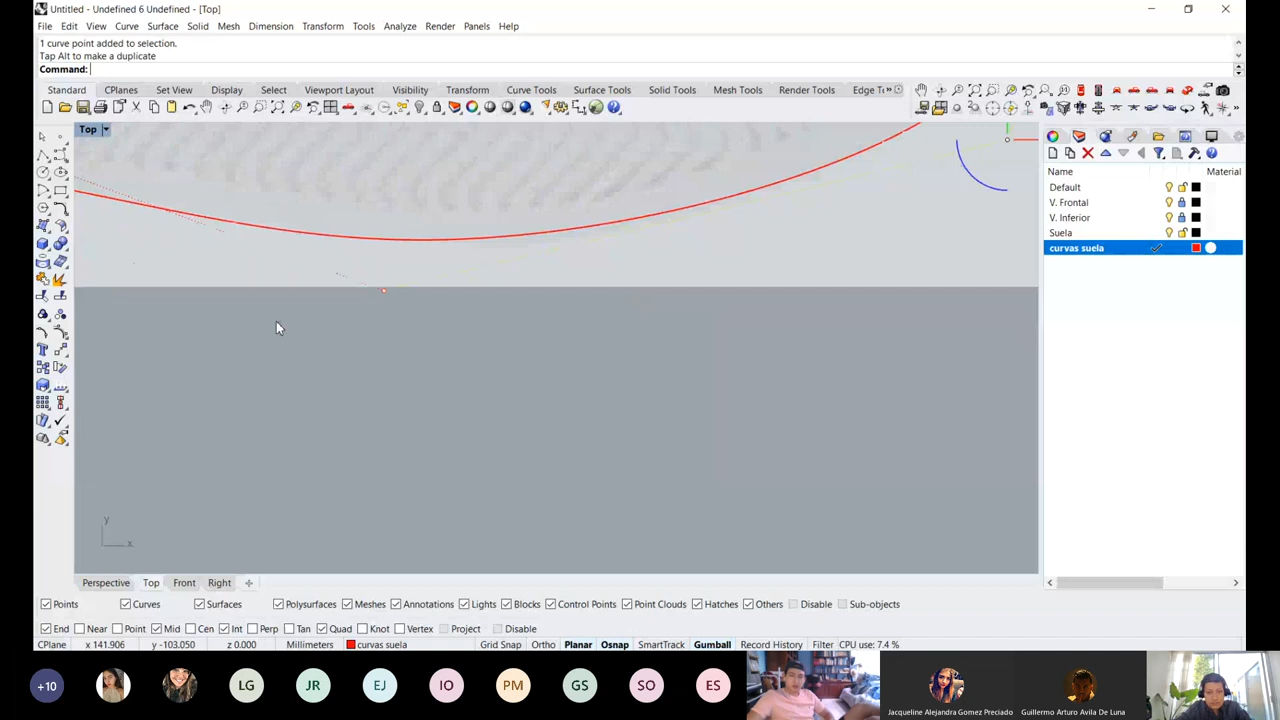 Untitled - Undefined 6 Undefined - [Top]
File Edit View Curve Surface Solid Mesh Dimension Transform Tools Analyze Render Panels Help
1 curve point added to selection.
Tap Alt to make a duplicate
Command:
Standard CPlanes Set View Display Select Viewport Layout Visibility Transform Curve Tools Surface Tools Solid Tools Mesh Tools Render Tools Edge T
Top
Name Material
Default
V. Frontal
V. Inferior
Suela
curvas suela
y
x
Perspective Top Front Right
Points Curves Surfaces Polysurfaces Meshes Annotations Lights Blocks Control Points Point Clouds Hatches Others Disable Sub-objects
End Near Point Mid Cen Int Perp Tan Quad Knot Vertex Project Disable
CPlane x 141.906 y -103.050 z 0.000 Millimeters curvas suela Grid Snap Ortho Planar Osnap SmartTrack Gumball Record History Filter CPU use: 7.4 %
+10 LG JR EJ IO PM GS SO ES
Jacqueline Alejandra Gomez Preciado Guillermo Arturo Avila De Luna